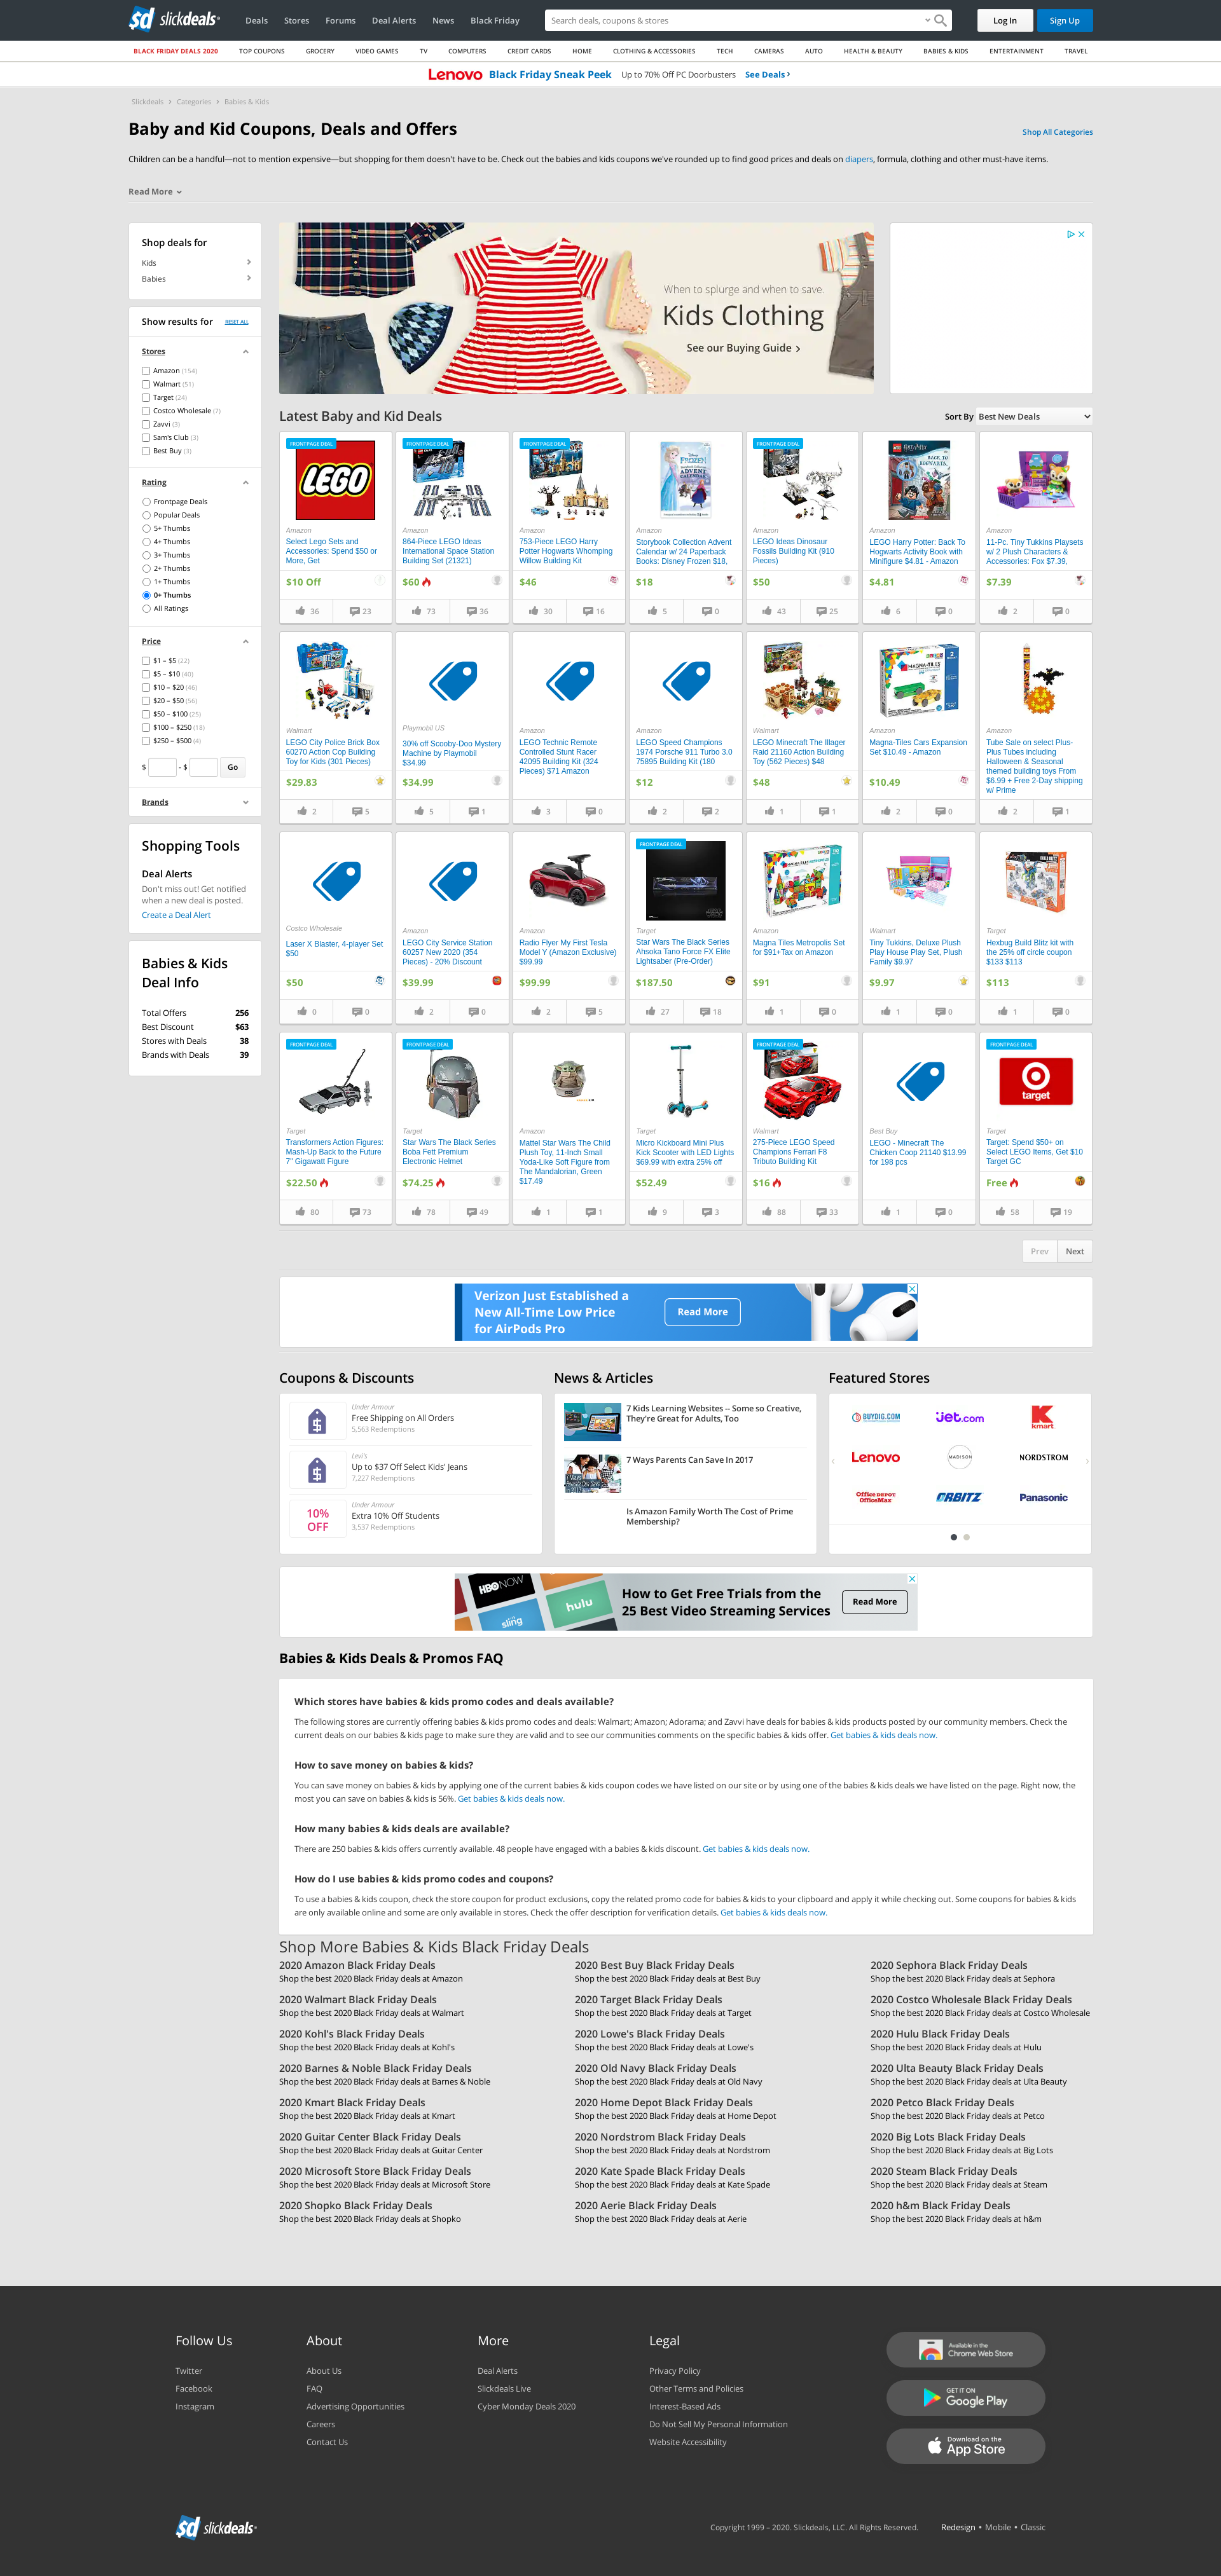 slickdeals
Deals Stores Forums Deal Alerts News Black Friday
Search deals, coupons & stores
Log In Sign Up
BLACK FRIDAY DEALS 2020 TOP COUPONS GROCERY VIDEO GAMES TV COMPUTERS CREDIT CARDS HOME CLOTHING & ACCESSORIES TECH CAMERAS AUTO HEALTH & BEAUTY BABIES & KIDS ENTERTAINMENT TRAVEL
Lenovo Black Friday Sneak Peek Up to 70% Off PC Doorbusters See Deals
Slickdeals Categories Babies & Kids
Baby and Kid Coupons, Deals and Offers
Shop All Categories
Children can be a handful—not to mention expensive—but shopping for them doesn't have to be. Check out the babies and kids coupons we've rounded up to find good prices and deals on diapers, formula, clothing and other must-have items.
Read More
Shop deals for
Kids
Babies
Show results for RESET ALL
Stores
Amazon (154)
Walmart (51)
Target (24)
Costco Wholesale (7)
Zavvi (3)
Sam's Club (3)
Best Buy (3)
Rating
Frontpage Deals
Popular Deals
5+ Thumbs
4+ Thumbs
3+ Thumbs
2+ Thumbs
1+ Thumbs
0+ Thumbs
All Ratings
Price
$1 – $5 (22)
$5 – $10 (40)
$10 – $20 (46)
$20 – $50 (56)
$50 – $100 (25)
$100 – $250 (18)
$250 – $500 (4)
$ - $ Go
Brands
Shopping Tools
Deal Alerts
Don't miss out! Get notified
when a new deal is posted.
Create a Deal Alert
Babies & Kids
Deal Info
Total Offers 256
Best Discount $63
Stores with Deals 38
Brands with Deals 39
When to splurge and when to save.
Kids Clothing
See our Buying Guide
Latest Baby and Kid Deals
Sort By Best New Deals
FRONTPAGE DEAL
LEGO
Amazon
Select Lego Sets and
Accessories: Spend $50 or
More, Get
$10 Off
36 23
FRONTPAGE DEAL
Amazon
864-Piece LEGO Ideas
International Space Station
Building Set (21321)
$60
73 36
FRONTPAGE DEAL
Amazon
753-Piece LEGO Harry
Potter Hogwarts Whomping
Willow Building Kit
$46
30 16
FROZEN
ADVENT
CALENDAR
Amazon
Storybook Collection Advent
Calendar w/ 24 Paperback
Books: Disney Frozen $18,
$18
5 0
FRONTPAGE DEAL
Amazon
LEGO Ideas Dinosaur
Fossils Building Kit (910
Pieces)
$50
43 25
BACK TO
HOGWARTS
Amazon
LEGO Harry Potter: Back To
Hogwarts Activity Book with
Minifigure $4.81 - Amazon
$4.81
6 0
Amazon
11-Pc. Tiny Tukkins Playsets
w/ 2 Plush Characters &
Accessories: Fox $7.39,
$7.39
2 0
Walmart
LEGO City Police Brick Box
60270 Action Cop Building
Toy for Kids (301 Pieces)
$29.83
2 5
Playmobil US
30% off Scooby-Doo Mystery
Machine by Playmobil
$34.99
$34.99
5 1
Amazon
LEGO Technic Remote
Controlled Stunt Racer
42095 Building Kit (324
Pieces) $71 Amazon
3 0
Amazon
LEGO Speed Champions
1974 Porsche 911 Turbo 3.0
75895 Building Kit (180
$12
2 2
Walmart
LEGO Minecraft The Illager
Raid 21160 Action Building
Toy (562 Pieces) $48
$48
1 1
MAGNA-TILES
Amazon
Magna-Tiles Cars Expansion
Set $10.49 - Amazon
$10.49
2 0
Amazon
Tube Sale on select Plus-
Plus Tubes including
Halloween & Seasonal
themed building toys From
$6.99 + Free 2-Day shipping
w/ Prime
2 1
Costco Wholesale
Laser X Blaster, 4-player Set
$50
$50
0 0
Amazon
LEGO City Service Station
60257 New 2020 (354
Pieces) - 20% Discount
$39.99
2 0
Amazon
Radio Flyer My First Tesla
Model Y (Amazon Exclusive)
$99.99
$99.99
2 5
FRONTPAGE DEAL
Target
Star Wars The Black Series
Ahsoka Tano Force FX Elite
Lightsaber (Pre-Order)
$187.50
27 18
Amazon
Magna Tiles Metropolis Set
for $91+Tax on Amazon
$91
1 0
Walmart
Tiny Tukkins, Deluxe Plush
Play House Play Set, Plush
Family $9.97
$9.97
1 0
Target
Hexbug Build Blitz kit with
the 25% off circle coupon
$133 $113
$113
1 0
FRONTPAGE DEAL
Target
Transformers Action Figures:
Mash-Up Back to the Future
7" Gigawatt Figure
$22.50
80 73
FRONTPAGE DEAL
Target
Star Wars The Black Series
Boba Fett Premium
Electronic Helmet
$74.25
78 49
Amazon
Mattel Star Wars The Child
Plush Toy, 11-Inch Small
Yoda-Like Soft Figure from
The Mandalorian, Green
$17.49
1 1
Target
Micro Kickboard Mini Plus
Kick Scooter with LED Lights
$69.99 with extra 25% off
$52.49
9 3
FRONTPAGE DEAL
Walmart
275-Piece LEGO Speed
Champions Ferrari F8
Tributo Building Kit
$16
88 33
Best Buy
LEGO - Minecraft The
Chicken Coop 21140 $13.99
for 198 pcs
1 0
FRONTPAGE DEAL
target
Target
Target: Spend $50+ on
Select LEGO Items, Get $10
Target GC
Free
58 19
Prev Next
Verizon Just Established a
New All-Time Low Price
for AirPods Pro
Read More
Coupons & Discounts
Under Armour
Free Shipping on All Orders
5,563 Redemptions
Levi's
Up to $37 Off Select Kids' Jeans
7,227 Redemptions
10%
OFF
Under Armour
Extra 10% Off Students
3,537 Redemptions
News & Articles
7 Kids Learning Websites -- Some so Creative,
They're Great for Adults, Too
7 Ways Parents Can Save In 2017
Is Amazon Family Worth The Cost of Prime
Membership?
Featured Stores
BUYDIG.COM jet.com kmart
Lenovo MADISON NORDSTROM
Office DEPOT
OfficeMax
ORBITZ Panasonic
HBO NOW
hulu
sling
How to Get Free Trials from the
25 Best Video Streaming Services
Read More
Babies & Kids Deals & Promos FAQ
Which stores have babies & kids promo codes and deals available?
The following stores are currently offering babies & kids promo codes and deals: Walmart; Amazon; Adorama; and Zavvi have deals for babies & kids products posted by our community members. Check the
current deals on our babies & kids page to make sure they are valid and to see our communities comments on the specific babies & kids offer. Get babies & kids deals now.
How to save money on babies & kids?
You can save money on babies & kids by applying one of the current babies & kids coupon codes we have listed on our site or by using one of the babies & kids deals we have listed on the page. Right now, the
most you can save on babies & kids is 56%. Get babies & kids deals now.
How many babies & kids deals are available?
There are 250 babies & kids offers currently available. 48 people have engaged with a babies & kids discount. Get babies & kids deals now.
How do I use babies & kids promo codes and coupons?
To use a babies & kids coupon, check the store coupon for product exclusions, copy the related promo code for babies & kids to your clipboard and apply it while checking out. Some coupons for babies & kids
are only available online and some are only available in stores. Check the offer description for verification details. Get babies & kids deals now.
Shop More Babies & Kids Black Friday Deals
2020 Amazon Black Friday Deals
Shop the best 2020 Black Friday deals at Amazon
2020 Best Buy Black Friday Deals
Shop the best 2020 Black Friday deals at Best Buy
2020 Sephora Black Friday Deals
Shop the best 2020 Black Friday deals at Sephora
2020 Walmart Black Friday Deals
Shop the best 2020 Black Friday deals at Walmart
2020 Target Black Friday Deals
Shop the best 2020 Black Friday deals at Target
2020 Costco Wholesale Black Friday Deals
Shop the best 2020 Black Friday deals at Costco Wholesale
2020 Kohl's Black Friday Deals
Shop the best 2020 Black Friday deals at Kohl's
2020 Lowe's Black Friday Deals
Shop the best 2020 Black Friday deals at Lowe's
2020 Hulu Black Friday Deals
Shop the best 2020 Black Friday deals at Hulu
2020 Barnes & Noble Black Friday Deals
Shop the best 2020 Black Friday deals at Barnes & Noble
2020 Old Navy Black Friday Deals
Shop the best 2020 Black Friday deals at Old Navy
2020 Ulta Beauty Black Friday Deals
Shop the best 2020 Black Friday deals at Ulta Beauty
2020 Kmart Black Friday Deals
Shop the best 2020 Black Friday deals at Kmart
2020 Home Depot Black Friday Deals
Shop the best 2020 Black Friday deals at Home Depot
2020 Petco Black Friday Deals
Shop the best 2020 Black Friday deals at Petco
2020 Guitar Center Black Friday Deals
Shop the best 2020 Black Friday deals at Guitar Center
2020 Nordstrom Black Friday Deals
Shop the best 2020 Black Friday deals at Nordstrom
2020 Big Lots Black Friday Deals
Shop the best 2020 Black Friday deals at Big Lots
2020 Microsoft Store Black Friday Deals
Shop the best 2020 Black Friday deals at Microsoft Store
2020 Kate Spade Black Friday Deals
Shop the best 2020 Black Friday deals at Kate Spade
2020 Steam Black Friday Deals
Shop the best 2020 Black Friday deals at Steam
2020 Shopko Black Friday Deals
Shop the best 2020 Black Friday deals at Shopko
2020 Aerie Black Friday Deals
Shop the best 2020 Black Friday deals at Aerie
2020 h&m Black Friday Deals
Shop the best 2020 Black Friday deals at h&m
Follow Us
Twitter
Facebook
Instagram
About
About Us
FAQ
Advertising Opportunities
Careers
Contact Us
More
Deal Alerts
Slickdeals Live
Cyber Monday Deals 2020
Legal
Privacy Policy
Other Terms and Policies
Interest-Based Ads
Do Not Sell My Personal Information
Website Accessibility
Available in the
Chrome Web Store
GET IT ON
Google Play
Download on the
App Store
slickdeals
Copyright 1999 – 2020. Slickdeals, LLC. All Rights Reserved. Redesign • Mobile • Classic